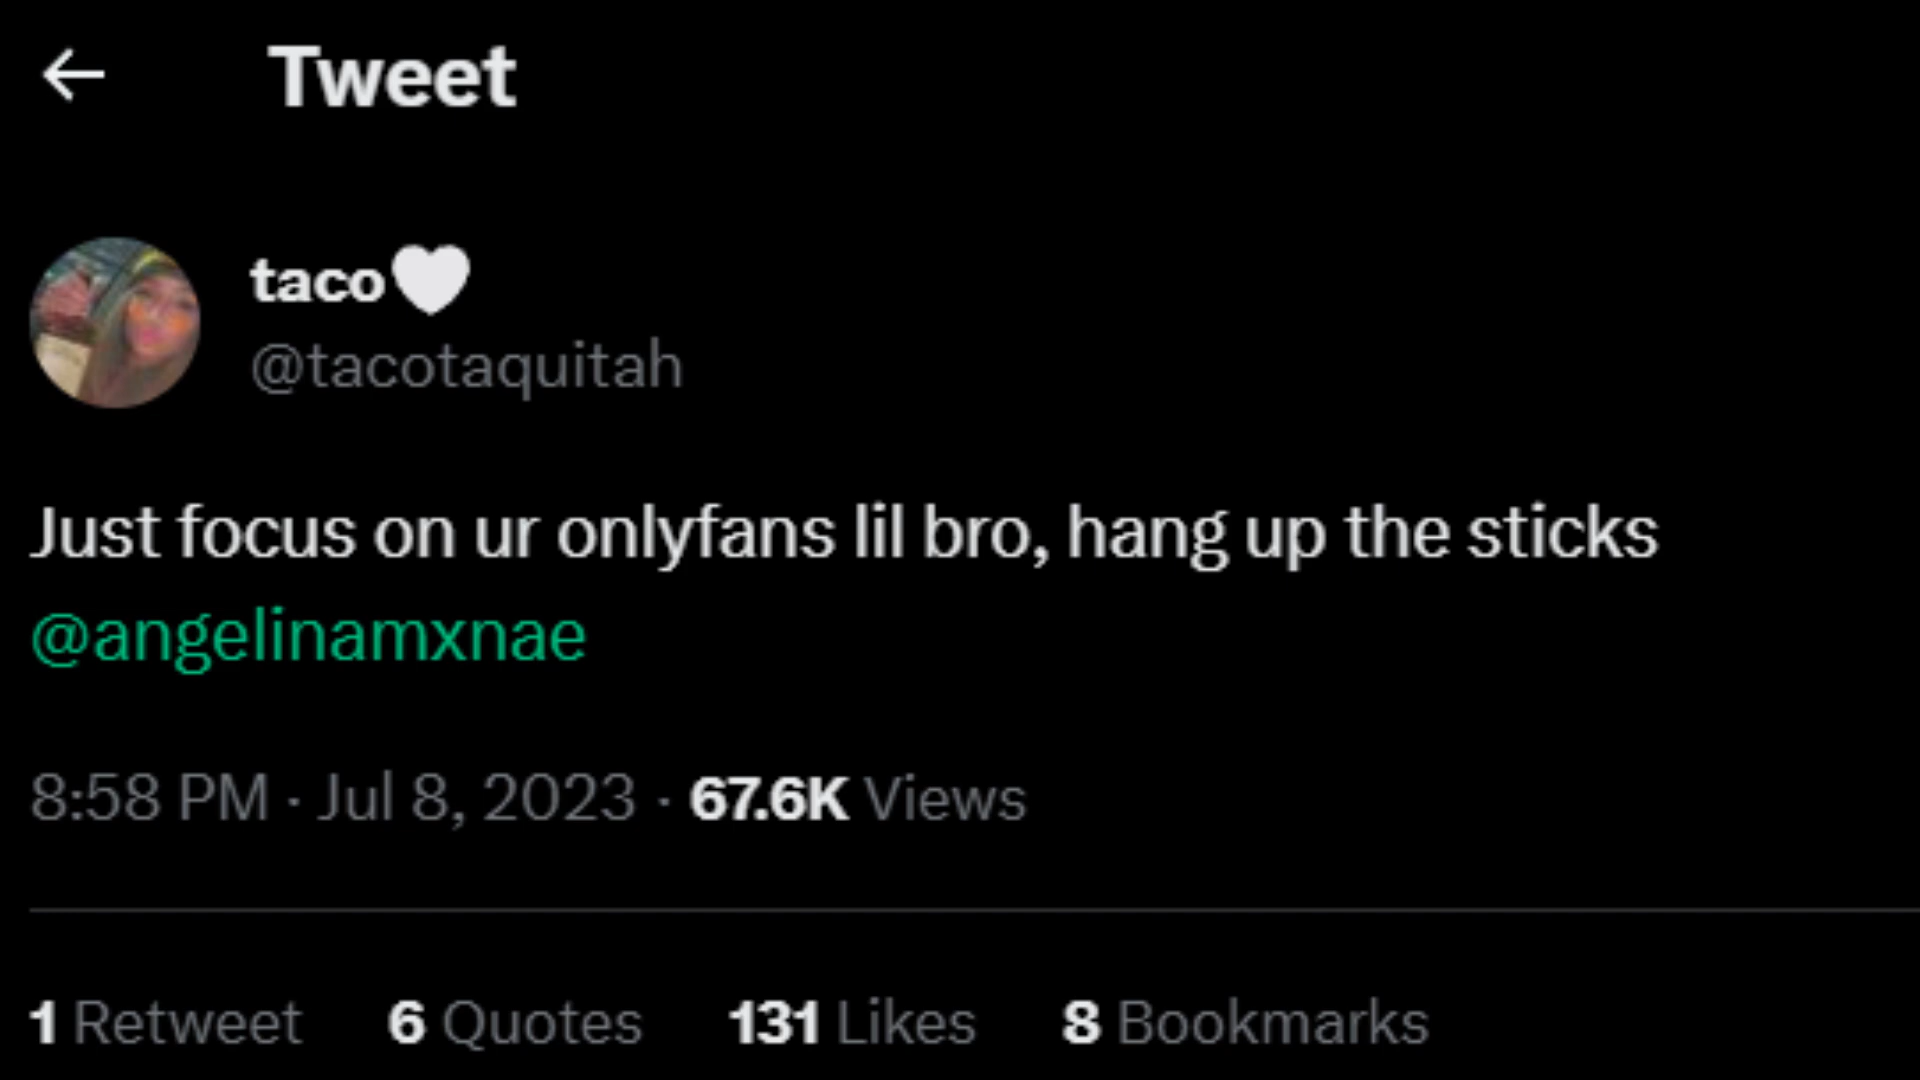 Tweet
taco🤍
@tacotaquitah
Just focus on ur onlyfans lil bro, hang up the sticks
@angelinamxnae
8:58 PM · Jul 8, 2023 · 67.6K Views
1 Retweet 6 Quotes 131 Likes 8 Bookmarks